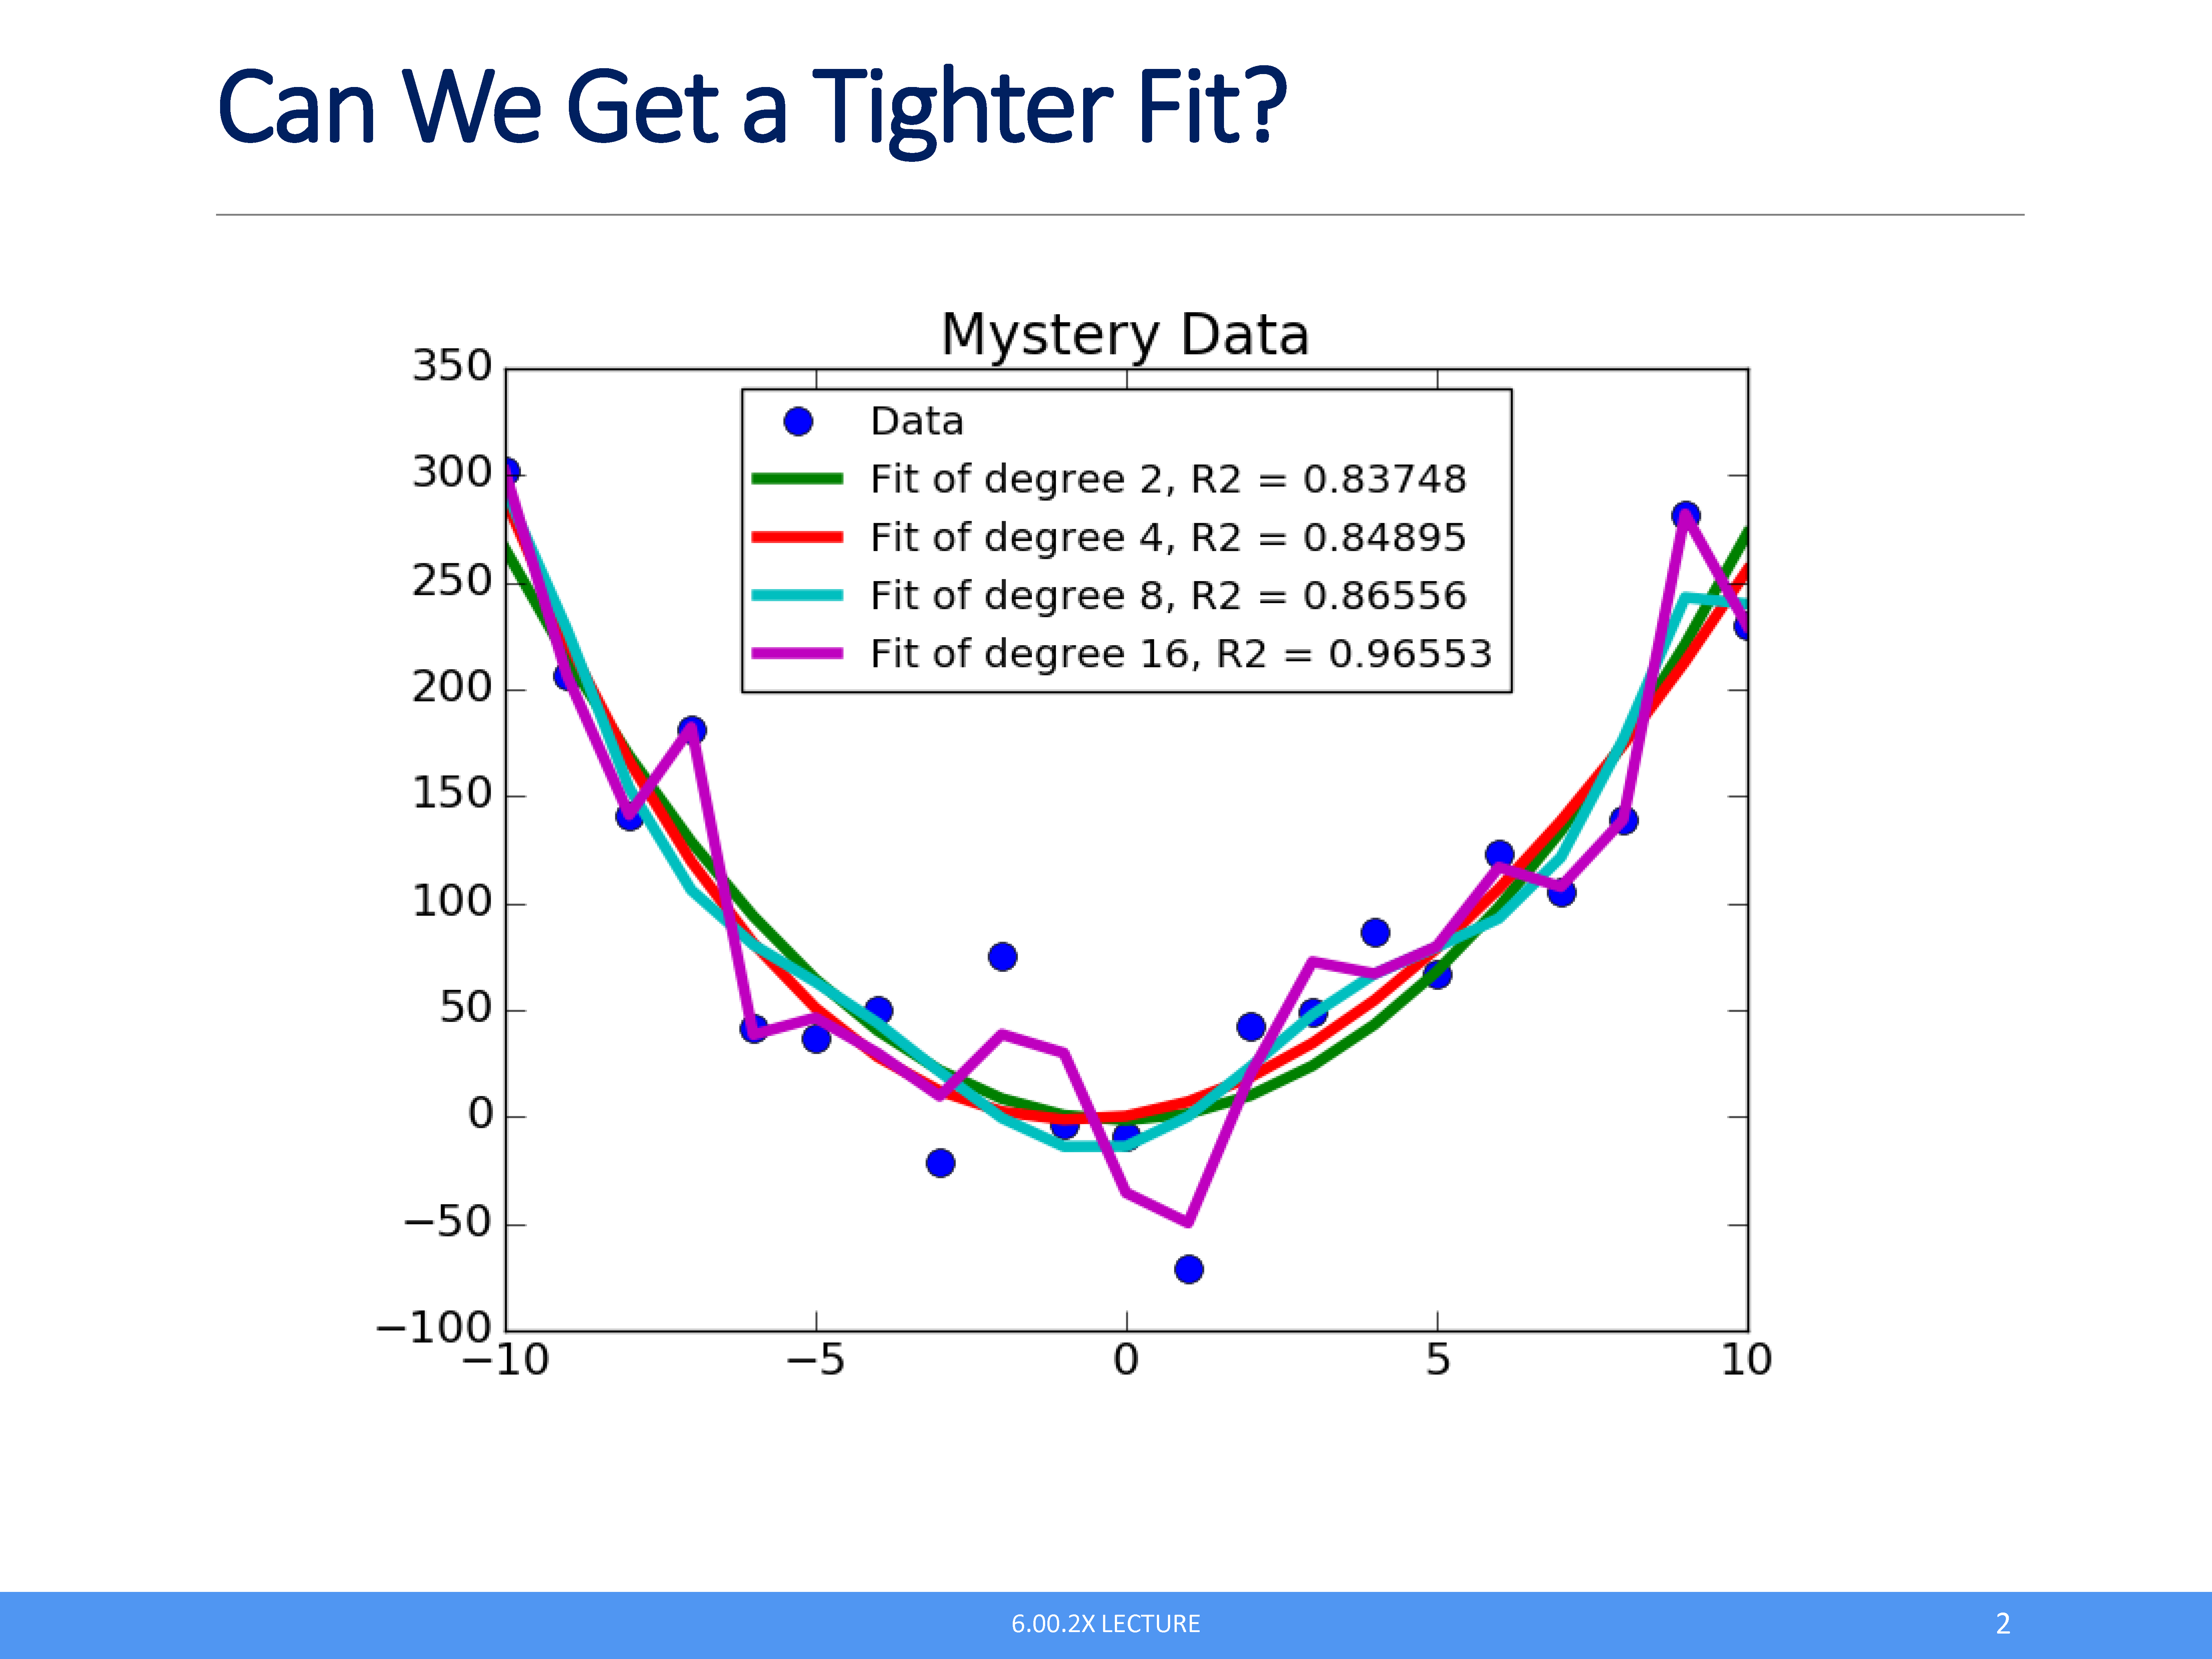 Can We Get a Tighter Fit?
Mystery Data
350
300
250
200
150
100
50
0
−50
−100
Data
Fit of degree 2, R2 = 0.83748
Fit of degree 4, R2 = 0.84895
Fit of degree 8, R2 = 0.86556
Fit of degree 16, R2 = 0.96553
−10 −5 0 5 10
6.00.2X LECTURE 2